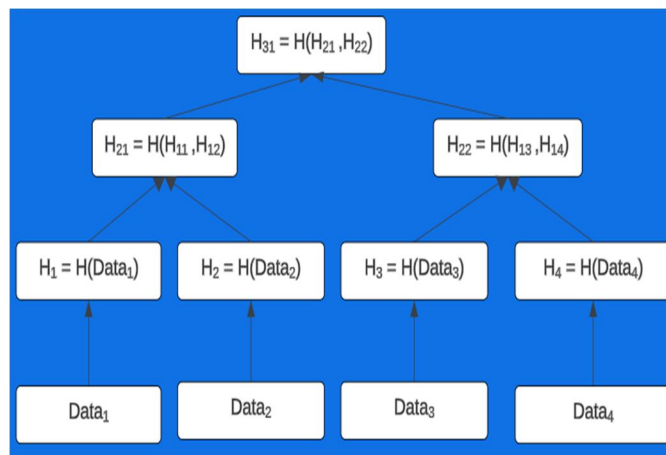 H₃₁ = H(H₂₁ ,H₂₂)
H₂₁ = H(H₁₁ ,H₁₂)
H₂₂ = H(H₁₃ ,H₁₄)
H₁ = H(Data₁)
H₂ = H(Data₂)
H₃ = H(Data₃)
H₄ = H(Data₄)
Data₁
Data₂
Data₃
Data₄